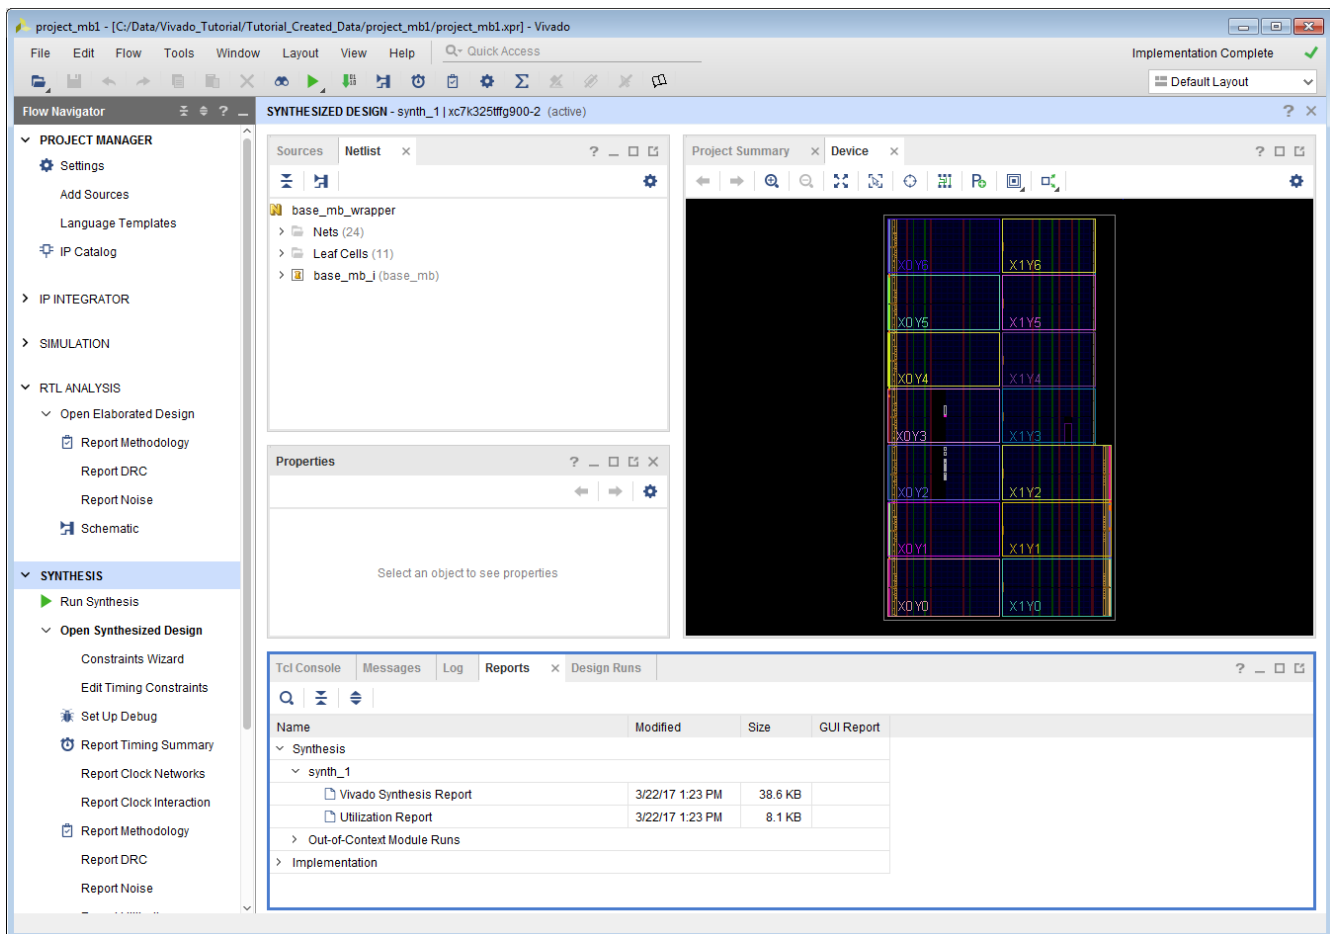 project_mb1 - [C:/Data/Vivado_Tutorial/Tutorial_Created_Data/project_mb1/project_mb1.xpr] - Vivado
File Edit Flow Tools Window Layout View Help Quick Access Implementation Complete
Default Layout
Flow Navigator
PROJECT MANAGER
Settings
Add Sources
Language Templates
IP Catalog
IP INTEGRATOR
SIMULATION
RTL ANALYSIS
Open Elaborated Design
Report Methodology
Report DRC
Report Noise
Schematic
SYNTHESIS
Run Synthesis
Open Synthesized Design
Constraints Wizard
Edit Timing Constraints
Set Up Debug
Report Timing Summary
Report Clock Networks
Report Clock Interaction
Report Methodology
Report DRC
Report Noise
SYNTHESIZED DESIGN - synth_1 | xc7k325tffg900-2 (active)
Sources Netlist
base_mb_wrapper
Nets (24)
Leaf Cells (11)
base_mb_i (base_mb)
Properties
Select an object to see properties
Project Summary Device
X0Y6 X1Y6
X0Y5 X1Y5
X0Y4 X1Y4
X0Y3 X1Y3
X0Y2 X1Y2
X0Y1 X1Y1
X0Y0 X1Y0
Tcl Console Messages Log Reports Design Runs
Name Modified Size GUI Report
Synthesis
synth_1
Vivado Synthesis Report 3/22/17 1:23 PM 38.6 KB
Utilization Report 3/22/17 1:23 PM 8.1 KB
Out-of-Context Module Runs
Implementation